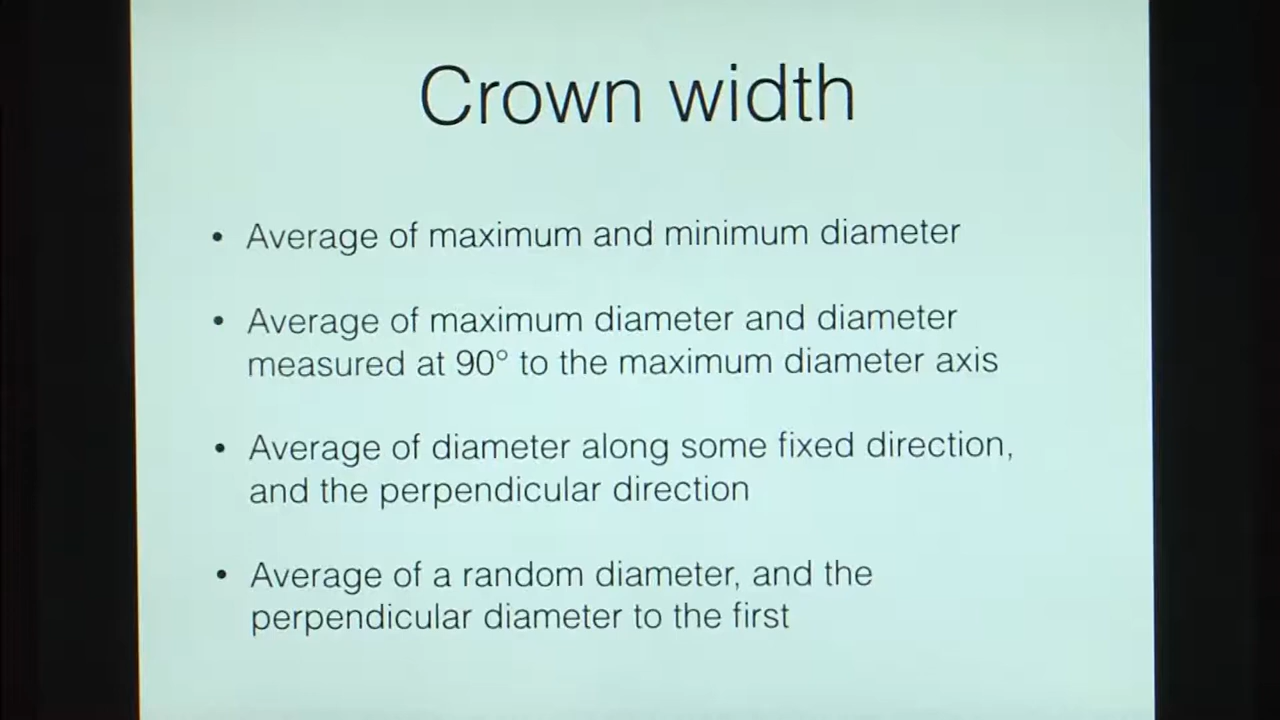 Crown width
• Average of maximum and minimum diameter
• Average of maximum diameter and diameter
measured at 90° to the maximum diameter axis
• Average of diameter along some fixed direction,
and the perpendicular direction
• Average of a random diameter, and the
perpendicular diameter to the first